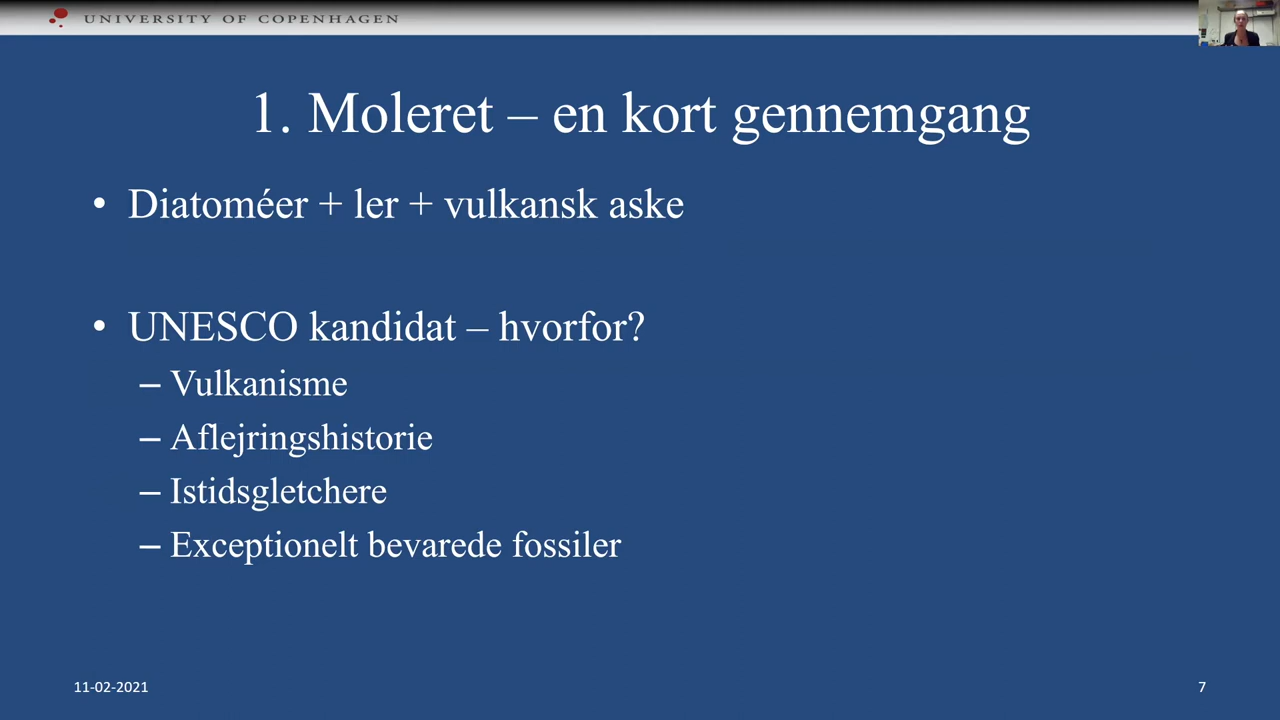 UNIVERSITY OF COPENHAGEN
1. Moleret – en kort gennemgang
• Diatoméer + ler + vulkansk aske
• UNESCO kandidat – hvorfor?
– Vulkanisme
– Aflejringshistorie
– Istidsgletchere
– Exceptionelt bevarede fossiler
11-02-2021
7